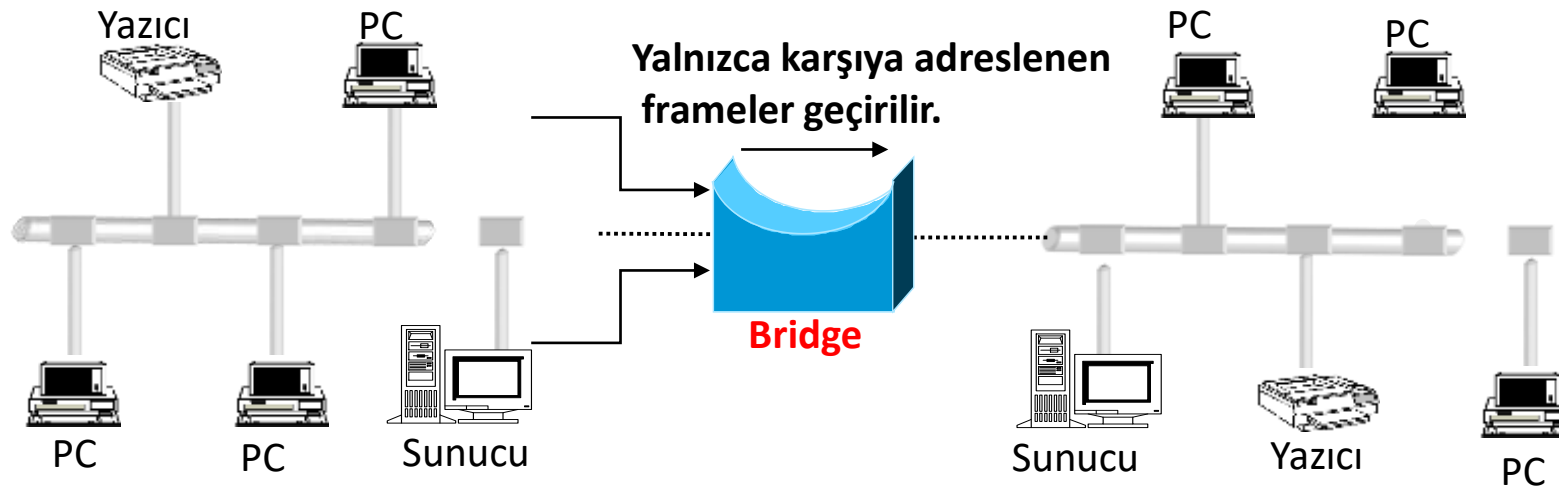 Yazıcı
PC
PC
PC
Yalnızca karşıya adreslenen
frameler geçirilir.
Bridge
PC
PC
Sunucu
Sunucu
Yazıcı
PC